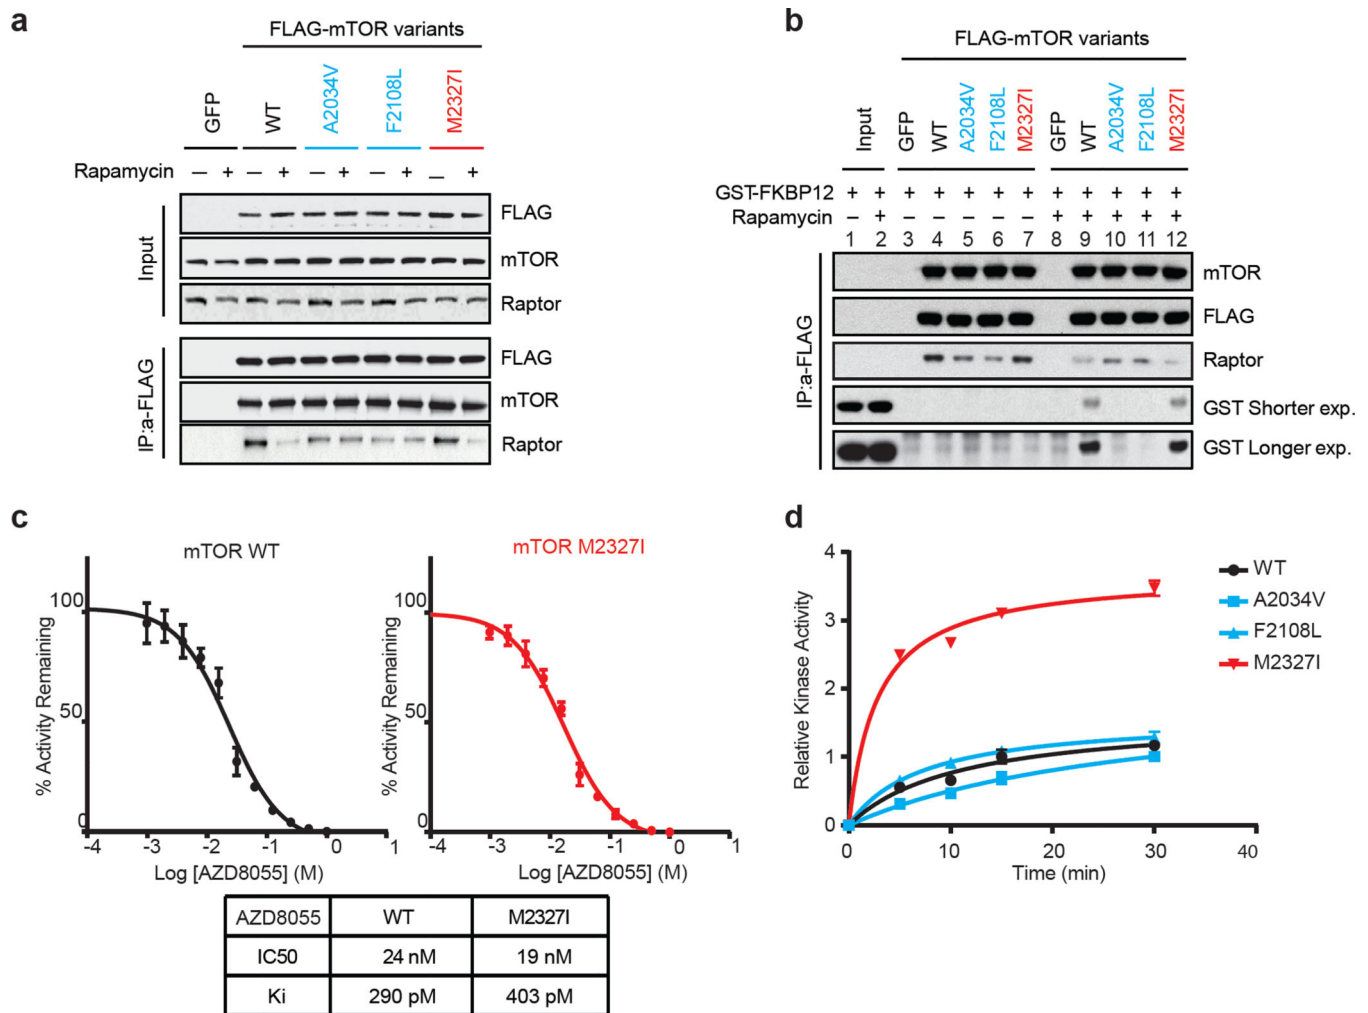 a
FLAG-mTOR variants
GFP
WT
A2034V
F2108L
M2327I
Rapamycin – + – + – + – + – +
Input
FLAG
mTOR
Raptor
IP:a-FLAG
FLAG
mTOR
Raptor
b
FLAG-mTOR variants
Input
GFP
WT
A2034V
F2108L
M2327I
GFP
WT
A2034V
F2108L
M2327I
GST-FKBP12 + + + + + + + + + + + +
Rapamycin – + – – – – – + + + + +
1 2 3 4 5 6 7 8 9 10 11 12
IP:a-FLAG
mTOR
FLAG
Raptor
GST Shorter exp.
GST Longer exp.
c
mTOR WT
% Activity Remaining
100
50
0
-4 -3 -2 -1 0 1
Log [AZD8055] (M)
mTOR M2327I
% Activity Remaining
100
50
0
-4 -3 -2 -1 0 1
Log [AZD8055] (M)
AZD8055 WT M2327I
IC50 24 nM 19 nM
Ki 290 pM 403 pM
d
Relative Kinase Activity
4
3
2
1
0
0 10 20 30 40
Time (min)
WT
A2034V
F2108L
M2327I